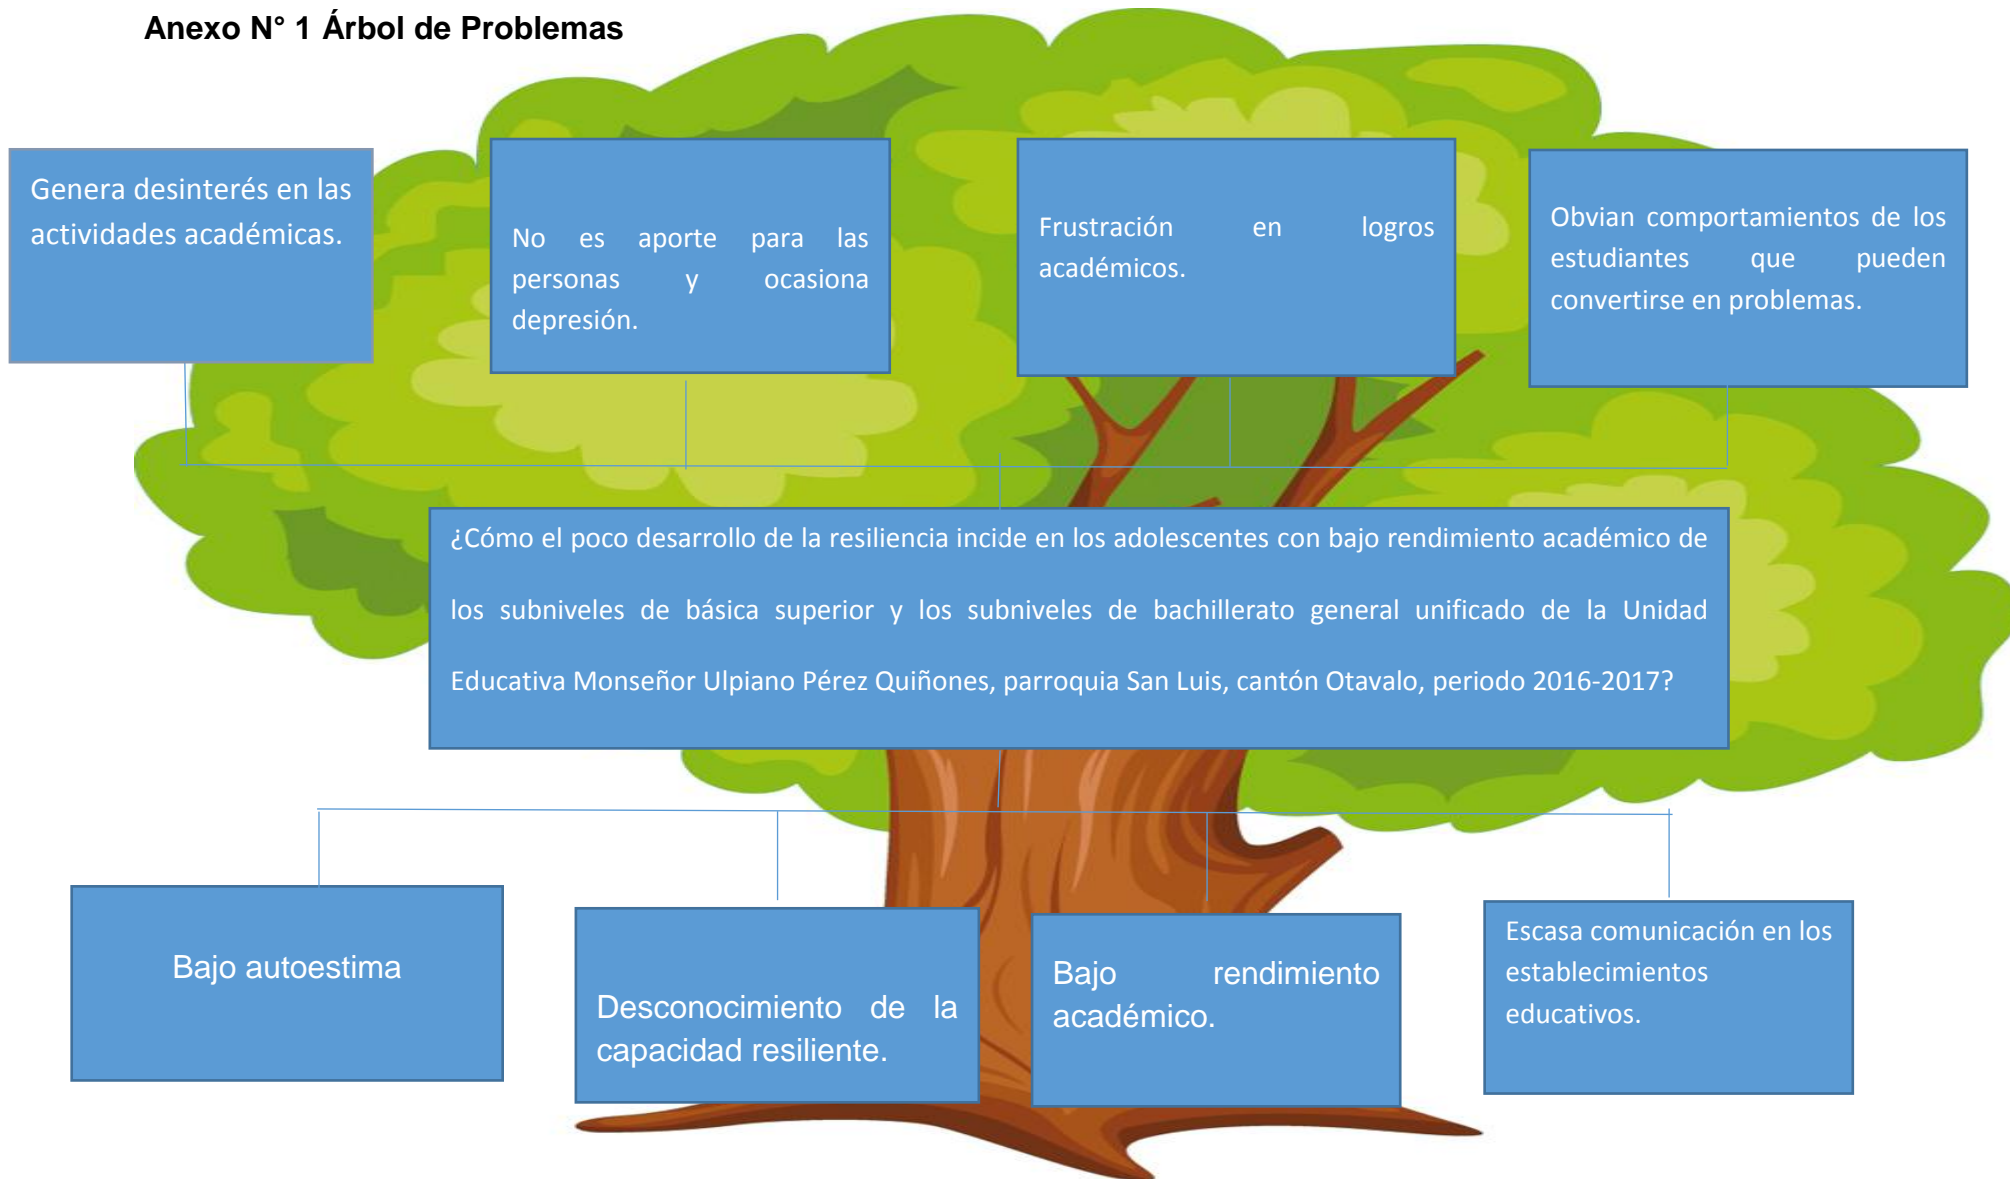 Anexo N° 1 Árbol de Problemas
Genera desinterés en las
actividades académicas.
No es aporte para las
personas y ocasiona
depresión.
Frustración en logros
académicos.
Obvian comportamientos de los
estudiantes que pueden
convertirse en problemas.
¿Cómo el poco desarrollo de la resiliencia incide en los adolescentes con bajo rendimiento académico de
los subniveles de básica superior y los subniveles de bachillerato general unificado de la Unidad
Educativa Monseñor Ulpiano Pérez Quiñones, parroquia San Luis, cantón Otavalo, periodo 2016-2017?
Bajo autoestima
Desconocimiento de la
capacidad resiliente.
Bajo rendimiento
académico.
Escasa comunicación en los
establecimientos
educativos.